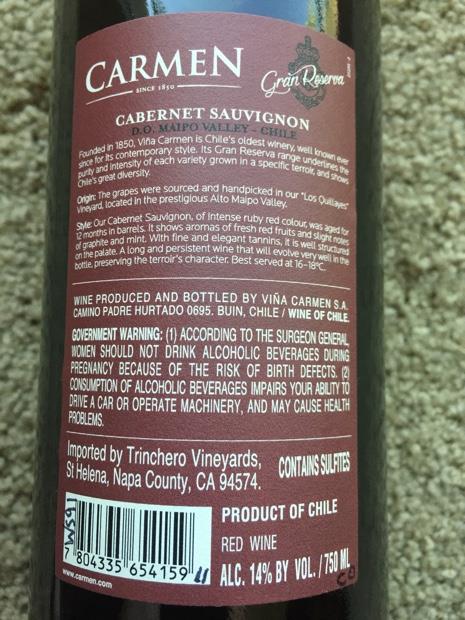 CARMEN
SINCE 1850
Gran Reserva
CABERNET SAUVIGNON
D.O. MAIPO VALLEY - CHILE
Founded in 1850, Viña Carmen is Chile's oldest winery, well known ever
since for its contemporary style. Its Gran Reserva range underlines the
purity and intensity of each variety grown in a specific terroir, and shows
Chile's great diversity.
Origin: The grapes were sourced and handpicked in our "Los Quillayes"
Vineyard, located in the prestigious Alto Maipo Valley.
Style: Our Cabernet Sauvignon, of intense ruby red colour, was aged for
12 months in barrels. It shows aromas of fresh red fruits and slight notes
of graphite and mint. With fine and elegant tannins, it is well structured
on the palate. A long and persistent wine that will evolve very well in the
bottle, preserving the terroir's character. Best served at 16-18ºC.
WINE PRODUCED AND BOTTLED BY VIÑA CARMEN S.A.
CAMINO PADRE HURTADO 0695. BUIN, CHILE / WINE OF CHILE.
GOVERNMENT WARNING: (1) ACCORDING TO THE SURGEON GENERAL,
WOMEN SHOULD NOT DRINK ALCOHOLIC BEVERAGES DURING
PREGNANCY BECAUSE OF THE RISK OF BIRTH DEFECTS. (2)
CONSUMPTION OF ALCOHOLIC BEVERAGES IMPAIRS YOUR ABILITY TO
DRIVE A CAR OR OPERATE MACHINERY, AND MAY CAUSE HEALTH
PROBLEMS.
Imported by Trinchero Vineyards,
St Helena, Napa County, CA 94574.
CONTAINS SULFITES
7 804335 654159
www.carmen.com
PRODUCT OF CHILE
RED WINE
ALC. 14% BY VOL. / 750 ML